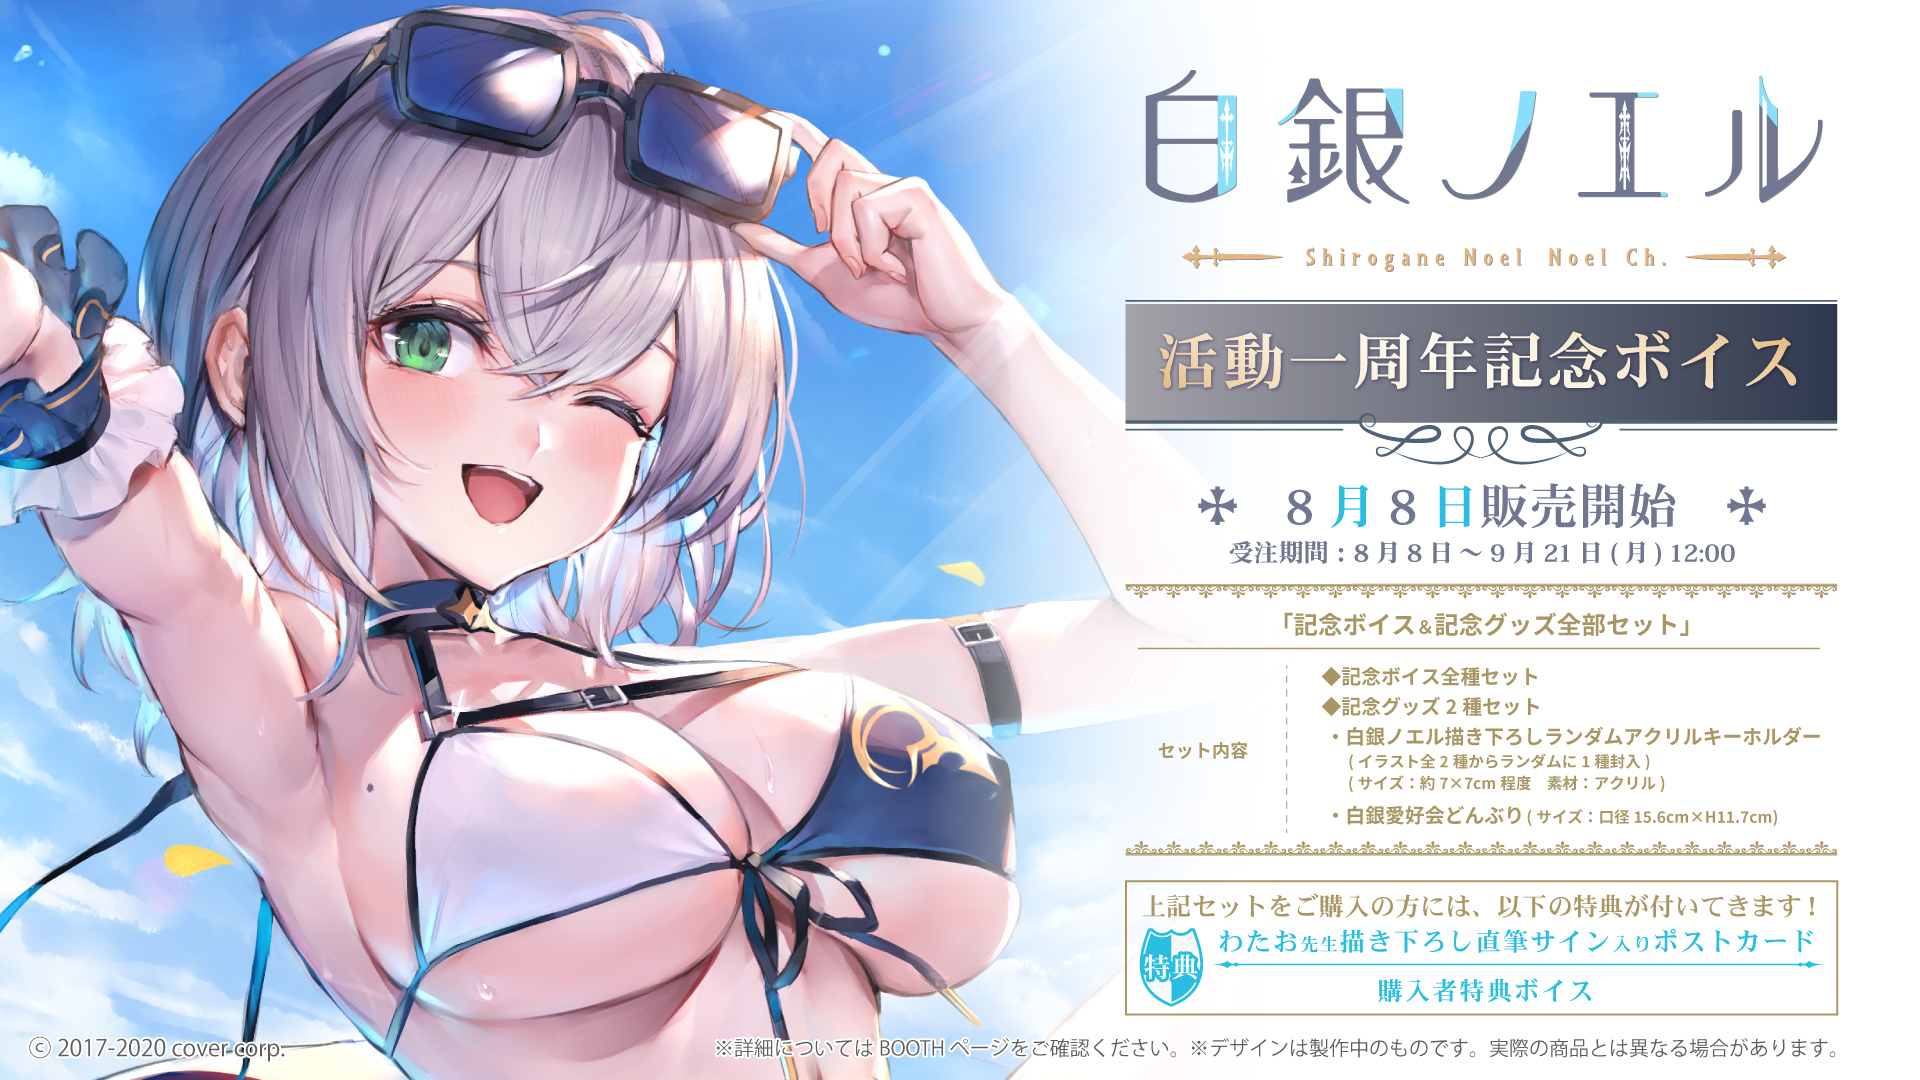 白銀ノエル
Shirogane Noel Noel Ch.
活動一周年記念ボイス
8月8日販売開始
受注期間：8月8日～9月21日(月)12:00
「記念ボイス&記念グッズ全部セット」
セット内容
◆記念ボイス全種セット
◆記念グッズ2種セット
・白銀ノエル描き下ろしランダムアクリルキーホルダー
(イラスト全2種からランダムに1種封入)
(サイズ：約7×7cm程度 素材：アクリル)
・白銀愛好会どんぶり(サイズ：口径15.6cm×H11.7cm)
上記セットをご購入の方には、以下の特典が付いてきます！
特典
わたお先生描き下ろし直筆サイン入りポストカード
購入者特典ボイス
© 2017-2020 cover corp.
※詳細についてはBOOTHページをご確認ください。※デザインは製作中のものです。実際の商品とは異なる場合があります。